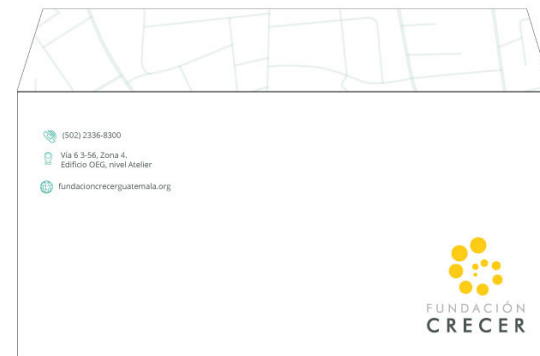 (502) 2336-8300
Vía 6 3-56, Zona 4.
Edificio OEG, nivel Atelier
fundacioncrecerguatemala.org
FUNDACIÓN
CRECER